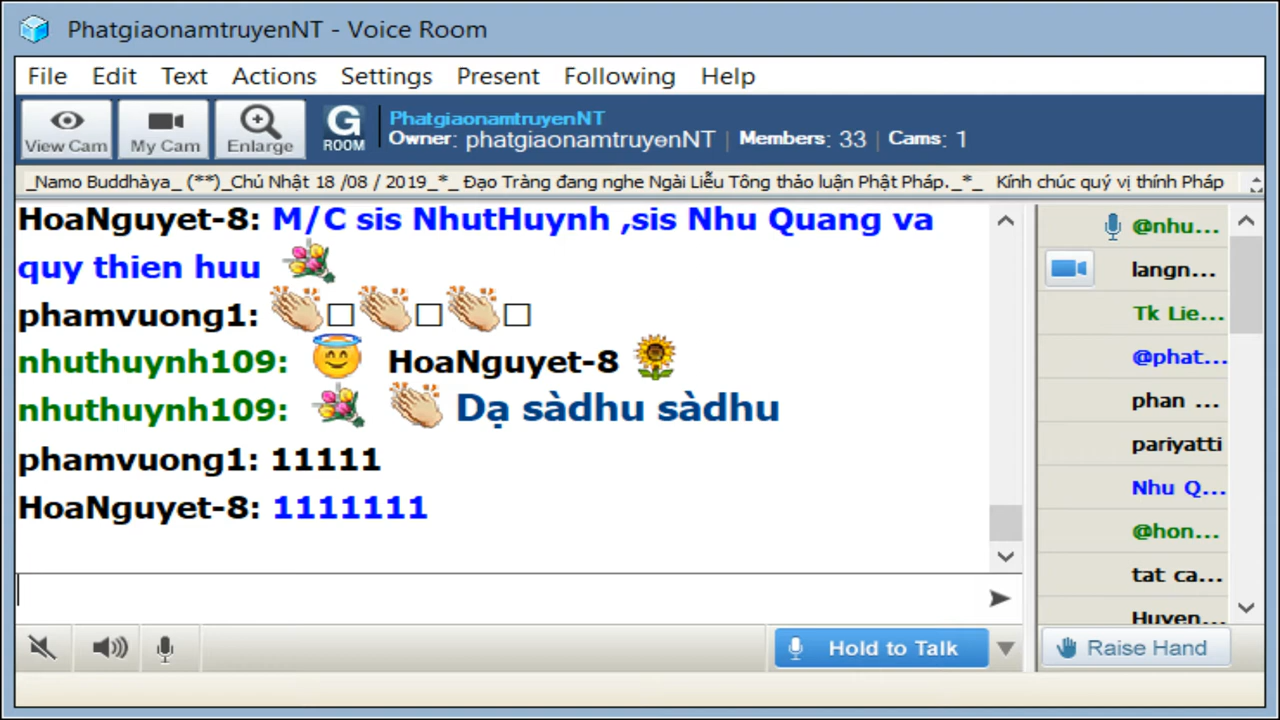 PhatgiaonamtruyenNT - Voice Room
File Edit Text Actions Settings Present Following Help
View Cam My Cam Enlarge G ROOM
PhatgiaonamtruyenNT
Owner: phatgiaonamtruyenNT | Members: 33 | Cams: 1
_Namo Buddhàya_ (**)_Chủ Nhật 18 /08 / 2019_*_ Đạo Tràng đang nghe Ngài Liễu Tông thảo luận Phật Pháp._*_ Kính chúc quý vị thính Pháp
HoaNguyet-8: M/C sis NhutHuynh ,sis Nhu Quang va
quy thien huu
phamvuong1: 👏□👏□👏□
nhuthuynh109: 😇 HoaNguyet-8 🌻
nhuthuynh109: 💐 👏 Dạ sàdhu sàdhu
phamvuong1: 11111
HoaNguyet-8: 1111111
@nhu...
langn...
Tk Lie...
@phat...
phan ...
pariyatti
Nhu Q...
@hon...
tat ca...
Huyen...
Hold to Talk
Raise Hand